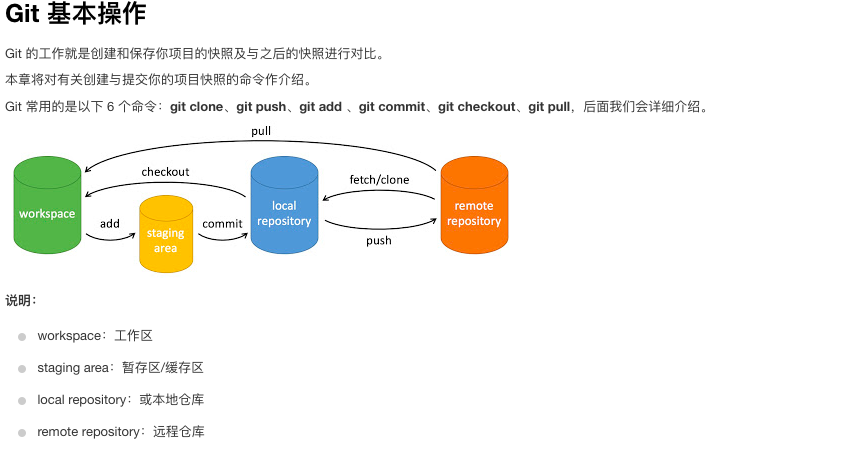 Git 基本操作
Git 的工作就是创建和保存你项目的快照及与之后的快照进行对比。
本章将对有关创建与提交你的项目快照的命令作介绍。
Git 常用的是以下 6 个命令：git clone、git push、git add 、git commit、git checkout、git pull，后面我们会详细介绍。
pull
checkout
fetch/clone
workspace
add
staging
area
commit
local
repository
push
remote
repository
说明：
workspace：工作区
staging area：暂存区/缓存区
local repository：或本地仓库
remote repository：远程仓库